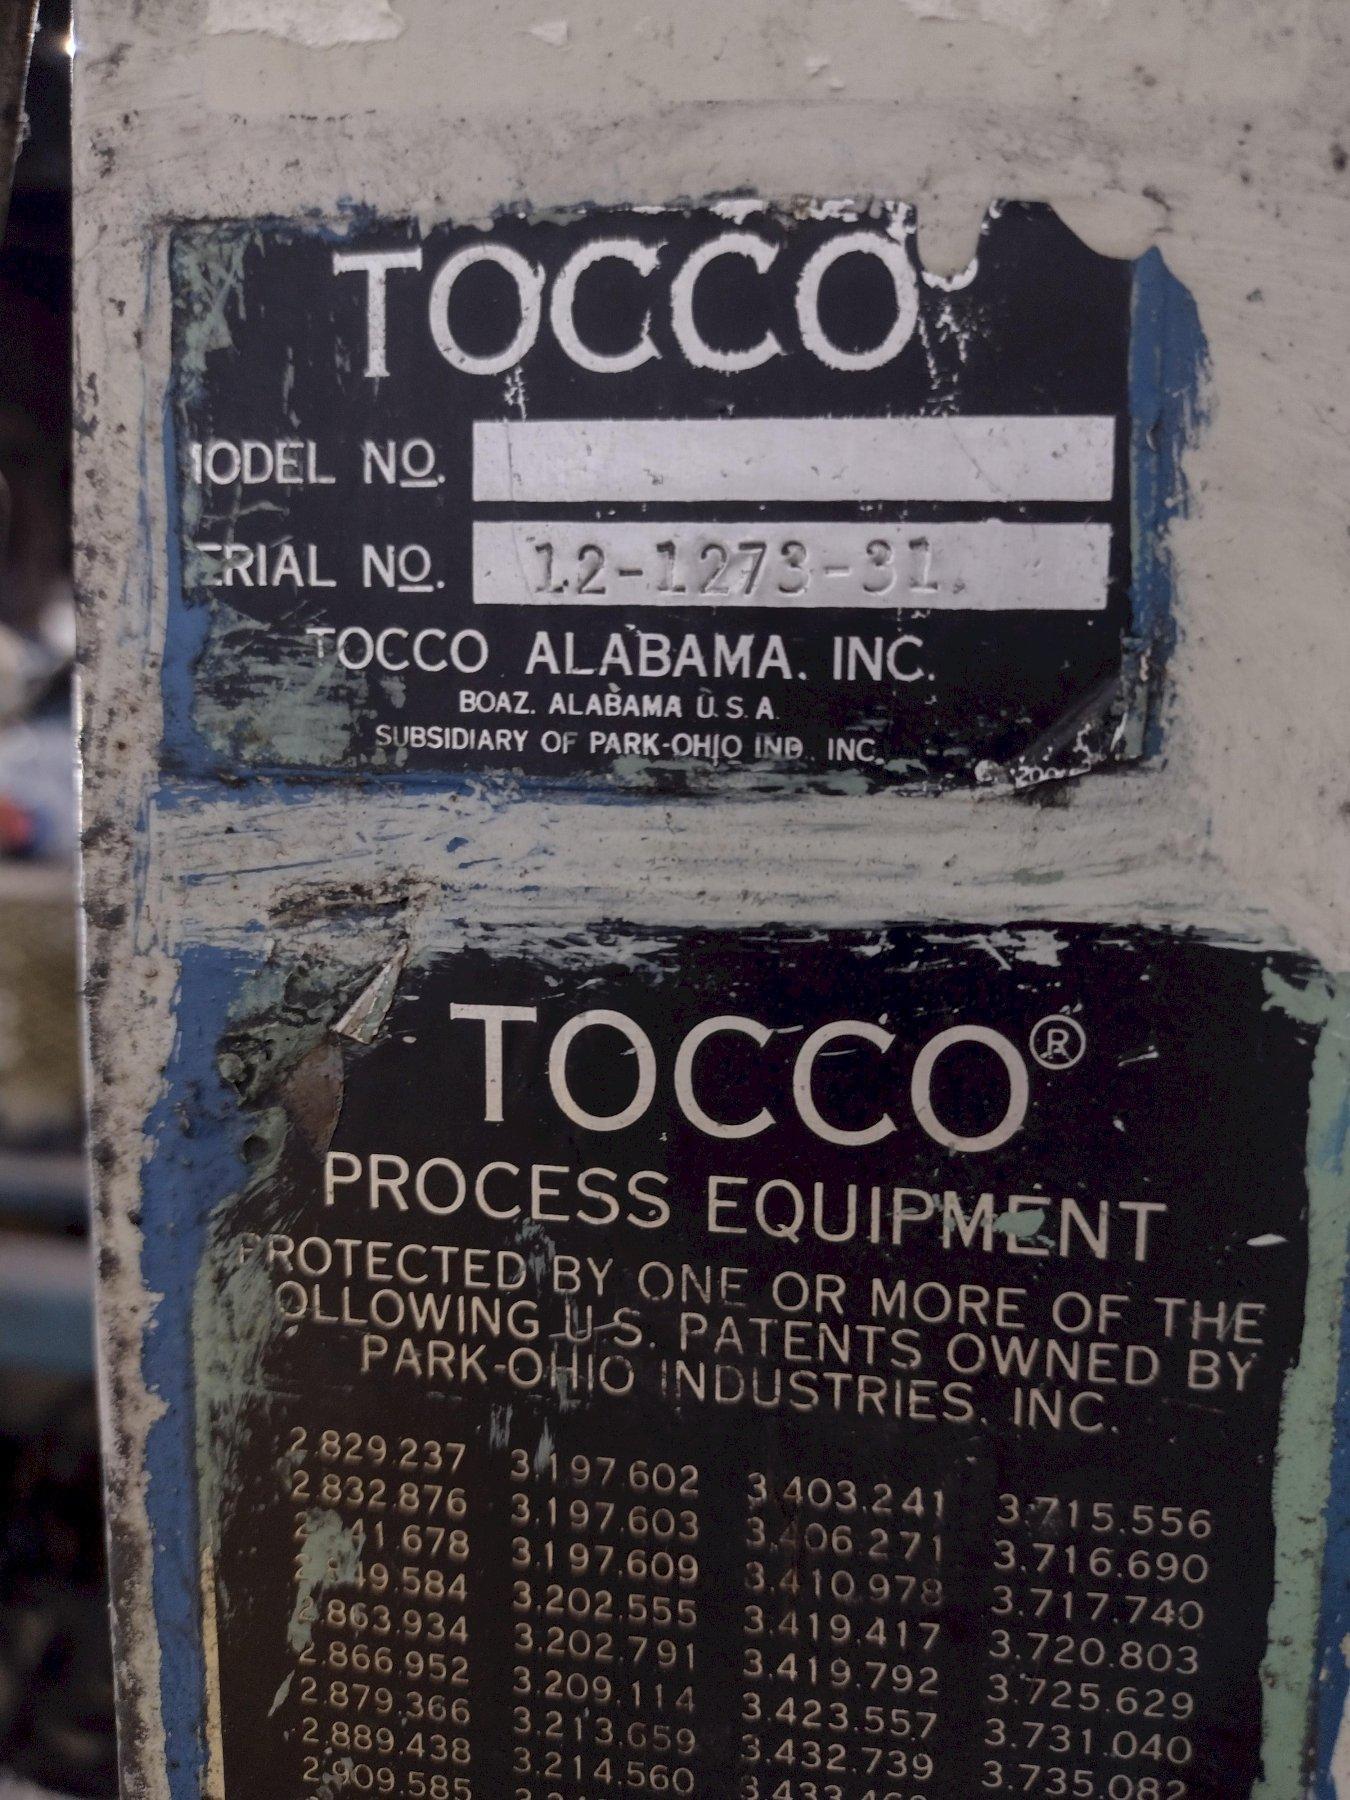 TOCCO
MODEL NO.
SERIAL NO. 12-1273-31
TOCCO ALABAMA. INC.
BOAZ. ALABAMA U.S.A.
SUBSIDIARY OF PARK-OHIO IND. INC.
TOCCO®
PROCESS EQUIPMENT
PROTECTED BY ONE OR MORE OF THE
FOLLOWING U.S. PATENTS OWNED BY
PARK-OHIO INDUSTRIES. INC.
2.829.237 3.197.602 3.403.241 3.715.556
2.832.876 3.197.603 3.406.271 3.716.690
3.197.609 3.410.978 3.717.740
3.202.555 3.419.417 3.720.803
2.863.934 3.202.791 3.419.792 3.725.629
2.866.952 3.209.114 3.423.557 3.731.040
2.879.366 3.213.659 3.432.739 3.735.082
2.889.438 3.214.560
2.909.585